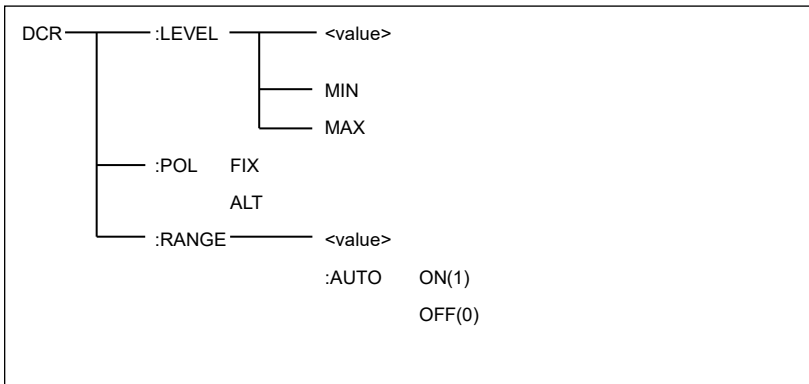 DCR :LEVEL <value>
MIN
MAX
:POL FIX
ALT
:RANGE <value>
:AUTO ON(1)
OFF(0)